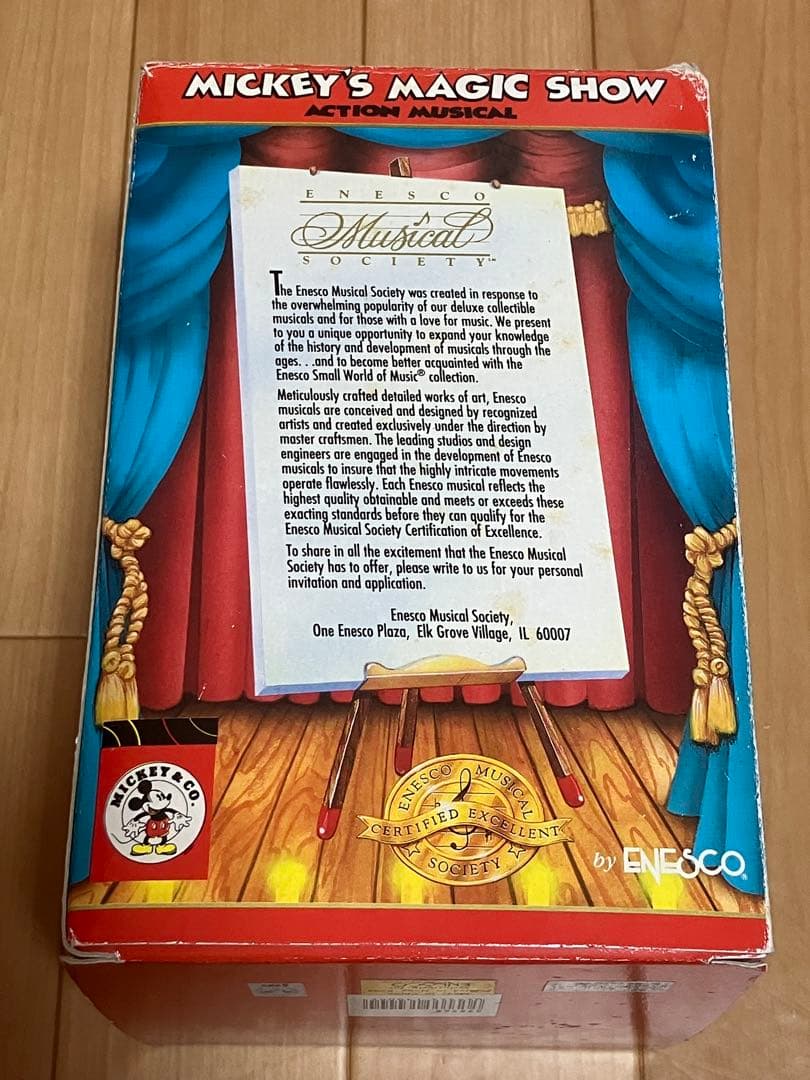 MICKEY'S MAGIC SHOW
ACTION MUSICAL
ENESCO
Musical
SOCIETY℠
The Enesco Musical Society was created in response to
the overwhelming popularity of our deluxe collectible
musicals and for those with a love for music. We present
to you a unique opportunity to expand your knowledge
of the history and development of musicals through the
ages. . .and to become better acquainted with the
Enesco Small World of Music® collection.
Meticulously crafted detailed works of art, Enesco
musicals are conceived and designed by recognized
artists and created exclusively under the direction by
master craftsmen. The leading studios and design
engineers are engaged in the development of Enesco
musicals to insure that the highly intricate movements
operate flawlessly. Each Enesco musical reflects the
highest quality obtainable and meets or exceeds these
exacting standards before they can qualify for the
Enesco Musical Society Certification of Excellence.
To share in all the excitement that the Enesco Musical
Society has to offer, please write to us for your personal
invitation and application.
Enesco Musical Society,
One Enesco Plaza, Elk Grove Village, IL 60007
MICKEY & CO.
ENESCO MUSICAL
CERTIFIED EXCELLENT
SOCIETY
by ENESCO®